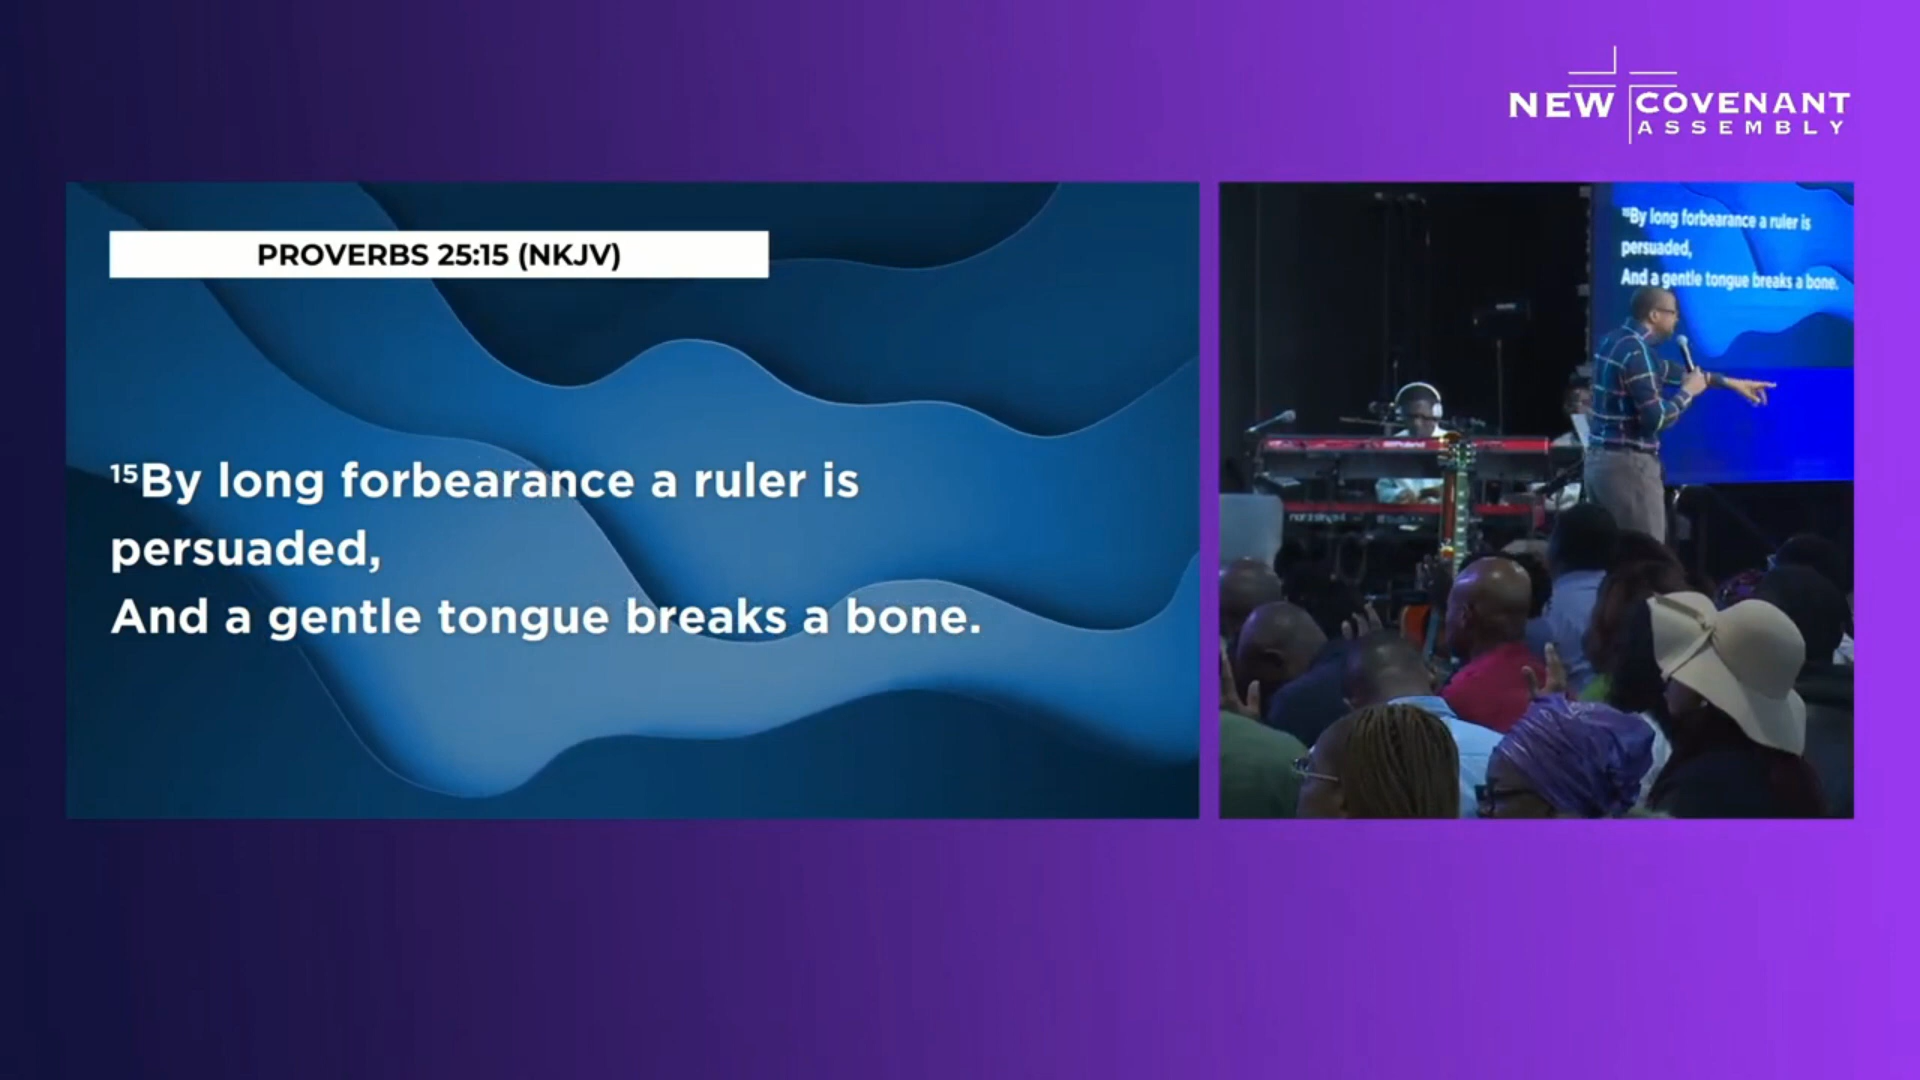 NEW COVENANT
ASSEMBLY
PROVERBS 25:15 (NKJV)
¹⁵By long forbearance a ruler is
persuaded,
And a gentle tongue breaks a bone.
¹⁵By long forbearance a ruler is
persuaded,
And a gentle tongue breaks a bone.
Roland